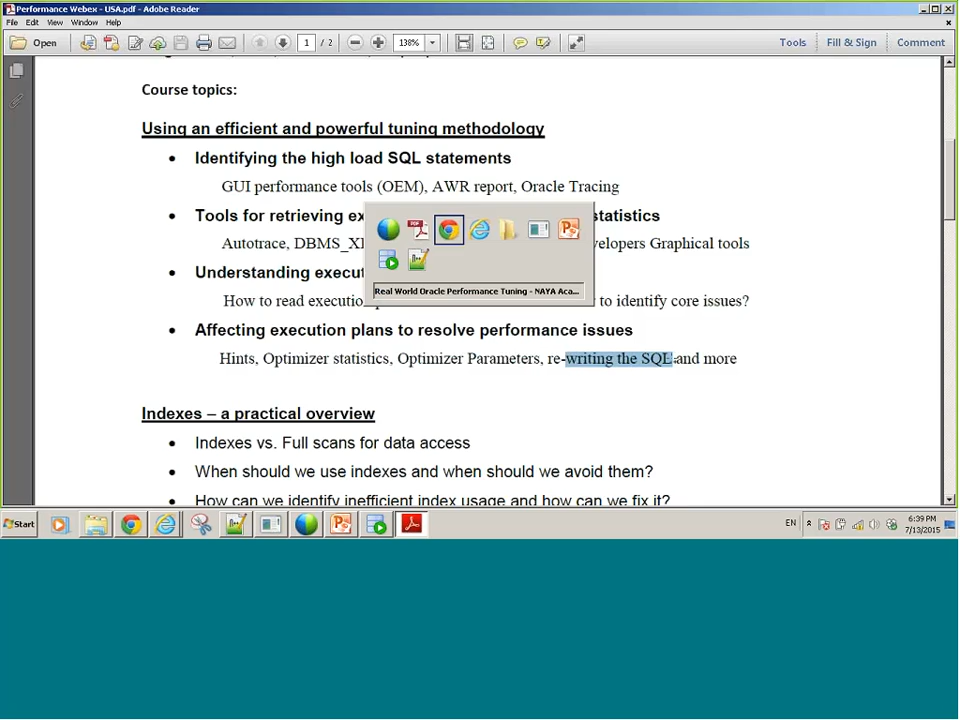 Performance Webex - USA.pdf - Adobe Reader
File Edit View Window Help
Open 1 / 2 138% Tools Fill & Sign Comment
Course topics:
Using an efficient and powerful tuning methodology
• Identifying the high load SQL statements
GUI performance tools (OEM), AWR report, Oracle Tracing
• Tools for retrieving ex statistics
Autotrace, DBMS_XP velopers Graphical tools
• Understanding execut
How to read executio to identify core issues?
Real World Oracle Performance Tuning - NAYA Aca...
• Affecting execution plans to resolve performance issues
Hints, Optimizer statistics, Optimizer Parameters, re-writing the SQL and more
Indexes – a practical overview
• Indexes vs. Full scans for data access
• When should we use indexes and when should we avoid them?
• How can we identify inefficient index usage and how can we fix it?
Start EN 6:39 PM
7/13/2015